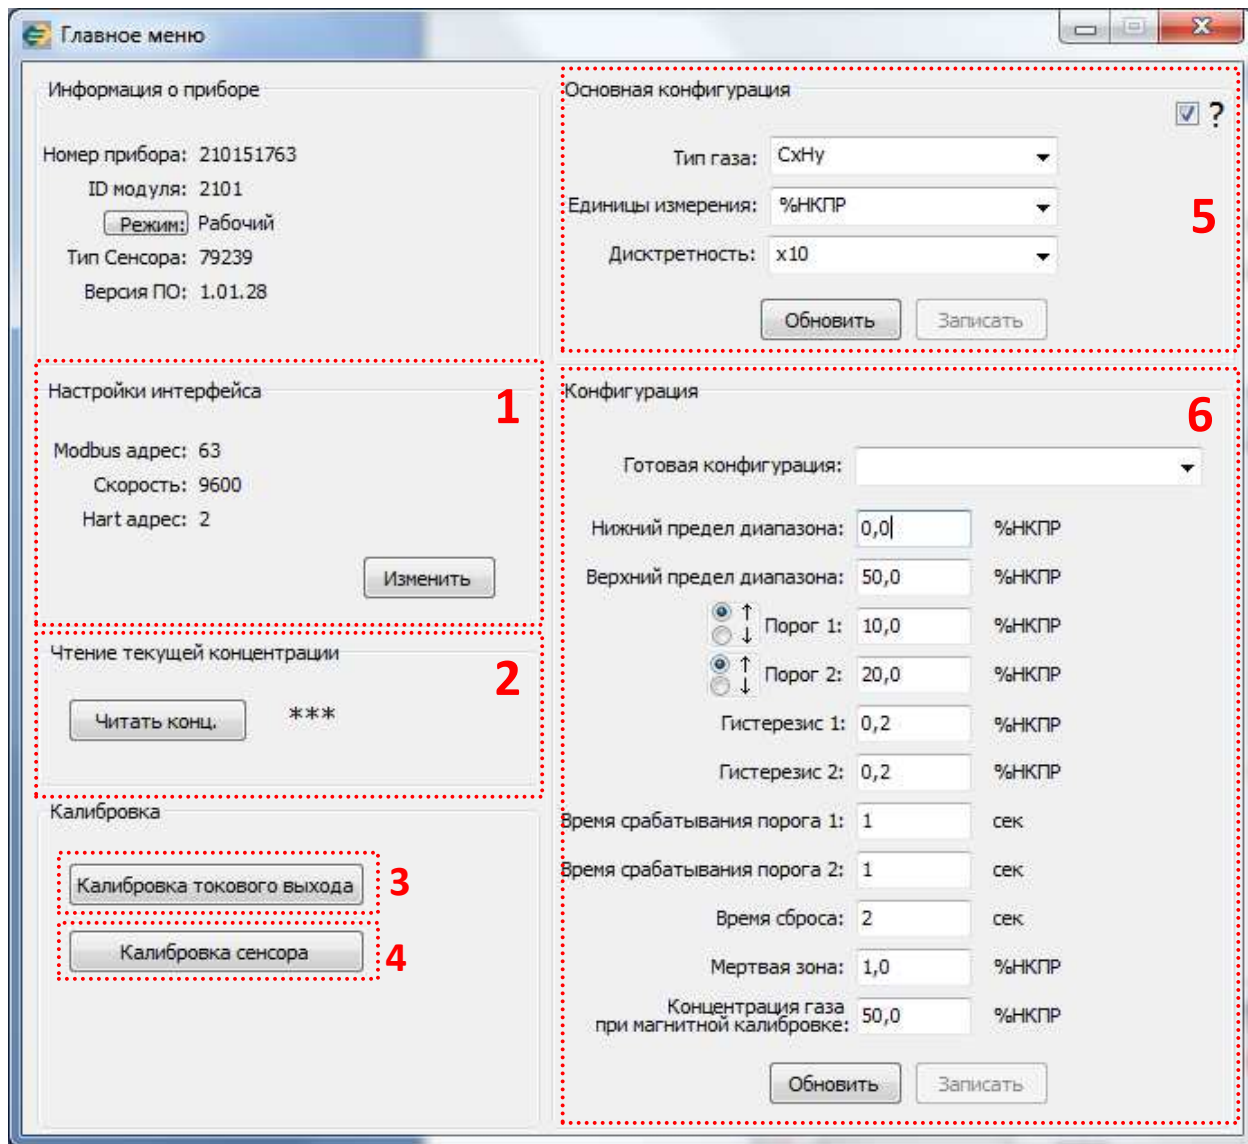 Главное меню
Информация о приборе
Номер прибора: 210151763
ID модуля: 2101
Режим: Рабочий
Тип Сенсора: 79239
Версия ПО: 1.01.28
Настройки интерфейса
1
Modbus адрес: 63
Скорость: 9600
Hart адрес: 2
Изменить
Чтение текущей концентрации
2
Читать конц. ***
Калибровка
Калибровка токового выхода 3
Калибровка сенсора 4
Основная конфигурация
?
Тип газа: CxHy
Единицы измерения: %НКПР
5
Дисктретность: x10
Обновить Записать
Конфигурация
6
Готовая конфигурация:
Нижний предел диапазона: 0,0 %НКПР
Верхний предел диапазона: 50,0 %НКПР
↑ ↓ Порог 1: 10,0 %НКПР
↑ ↓ Порог 2: 20,0 %НКПР
Гистерезис 1: 0,2 %НКПР
Гистерезис 2: 0,2 %НКПР
Время срабатывания порога 1: 1 сек
Время срабатывания порога 2: 1 сек
Время сброса: 2 сек
Мертвая зона: 1,0 %НКПР
Концентрация газа
при магнитной калибровке: 50,0 %НКПР
Обновить Записать